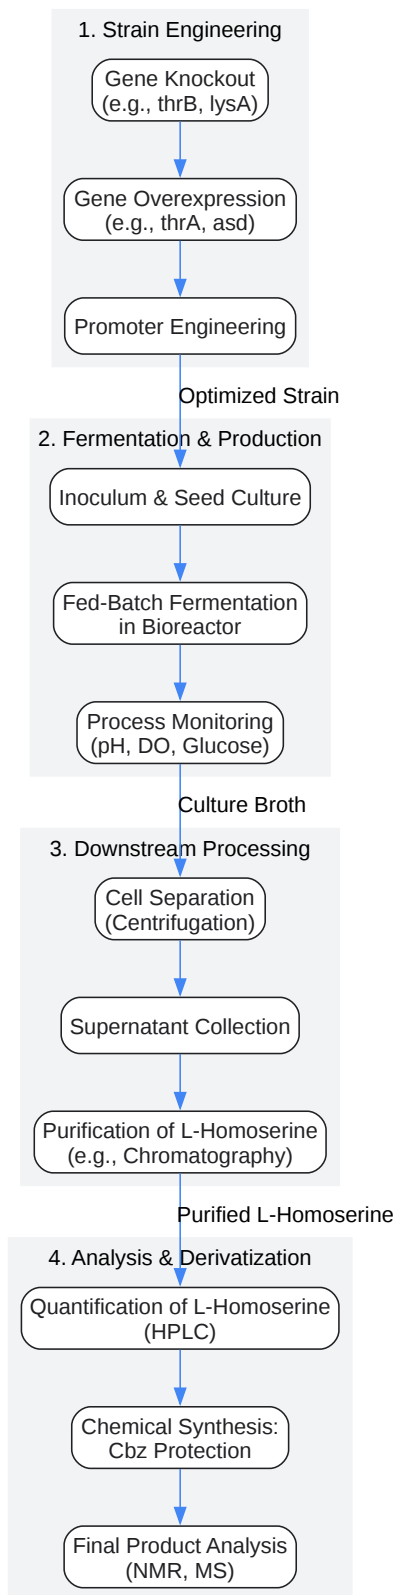 1. Strain Engineering
Gene Knockout
(e.g., thrB, lysA)
Gene Overexpression
(e.g., thrA, asd)
Promoter Engineering
Optimized Strain
2. Fermentation & Production
Inoculum & Seed Culture
Fed-Batch Fermentation
in Bioreactor
Process Monitoring
(pH, DO, Glucose)
Culture Broth
3. Downstream Processing
Cell Separation
(Centrifugation)
Supernatant Collection
Purification of L-Homoserine
(e.g., Chromatography)
Purified L-Homoserine
4. Analysis & Derivatization
Quantification of L-Homoserine
(HPLC)
Chemical Synthesis:
Cbz Protection
Final Product Analysis
(NMR, MS)